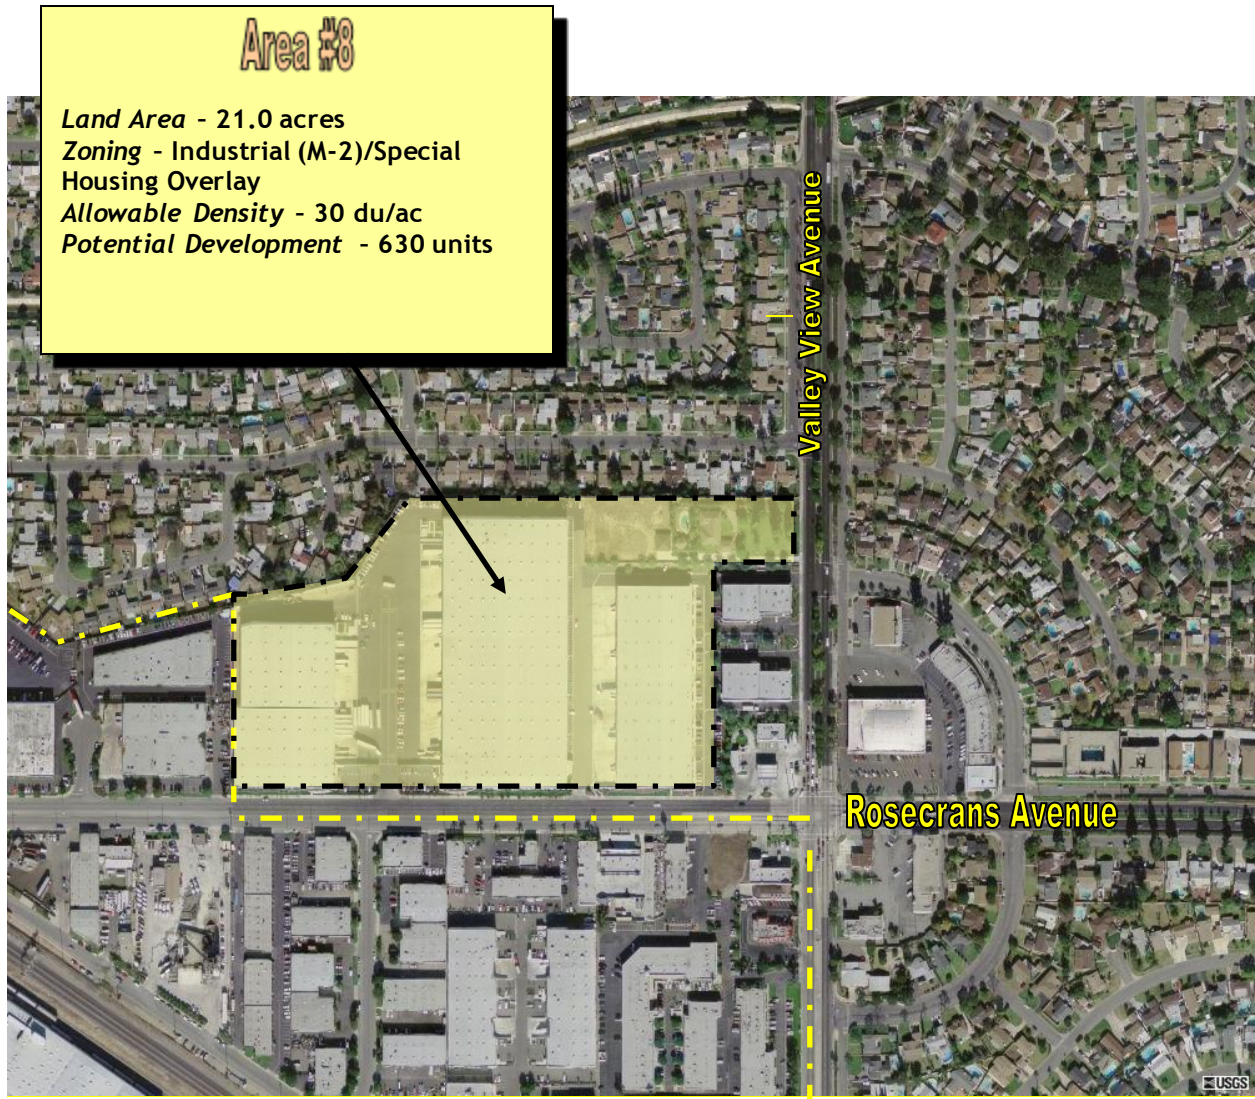 Area #8
Land Area – 21.0 acres
Zoning – Industrial (M-2)/Special
Housing Overlay
Allowable Density – 30 du/ac
Potential Development – 630 units
Valley View Avenue
Rosecrans Avenue
USGS